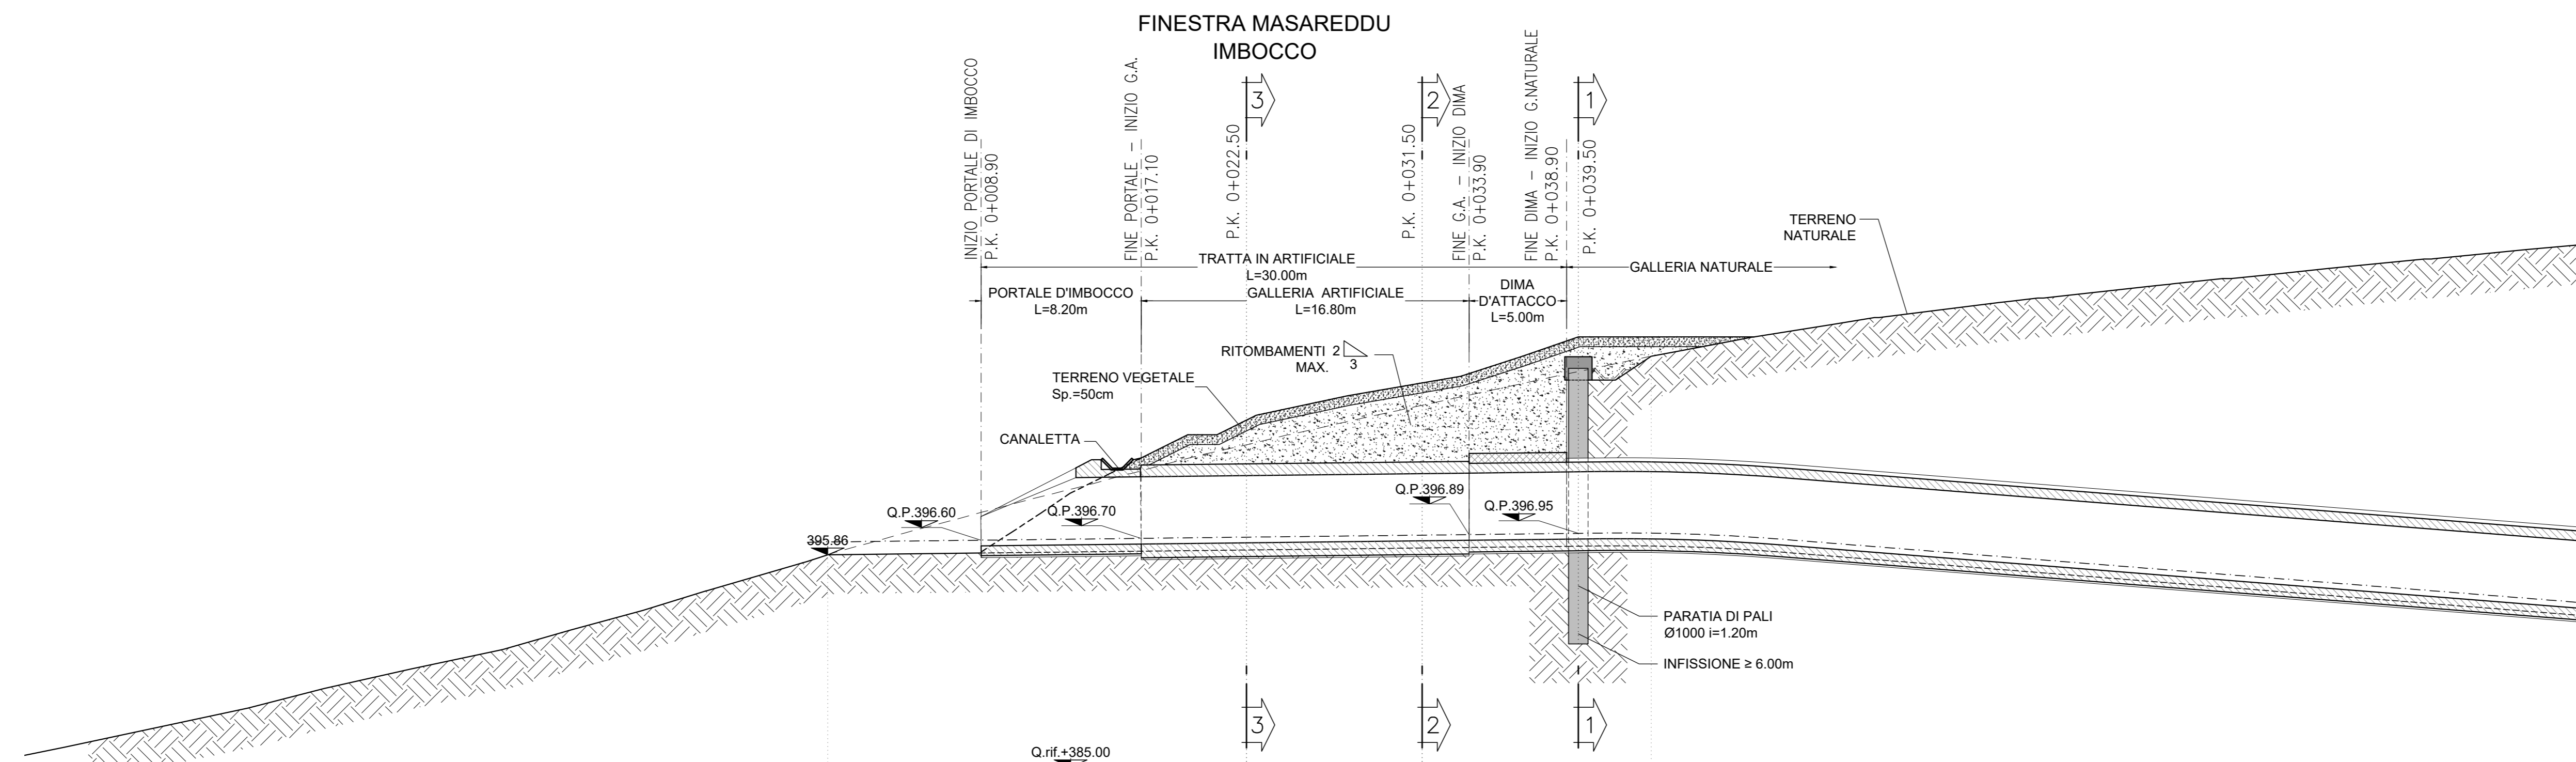 FINESTRA MASAREDDU
IMBOCCO
INIZIO PORTALE DI IMBOCCO
P.K. 0+008.90
FINE PORTALE - INIZIO G.A.
P.K. 0+017.10
3
P.K. 0+022.50
2
P.K. 0+031.50
FINE G.A. - INIZIO DIMA
P.K. 0+033.90
FINE DIMA - INIZIO G.NATURALE
P.K. 0+038.90
1
P.K. 0+039.50
TERRENO
NATURALE
TRATTA IN ARTIFICIALE
L=30.00m
GALLERIA NATURALE
PORTALE D'IMBOCCO
L=8.20m
GALLERIA ARTIFICIALE
L=16.80m
DIMA
D'ATTACCO
L=5.00m
RITOMBAMENTI
MAX.
2
3
TERRENO VEGETALE
Sp.=50cm
CANALETTA
Q.P.396.60
Q.P.396.70
Q.P.396.89
Q.P.396.95
395.86
PARATIA DI PALI
Ø1000 i=1.20m
INFISSIONE ≥ 6.00m
3
2
1
Q.rif.+385.00